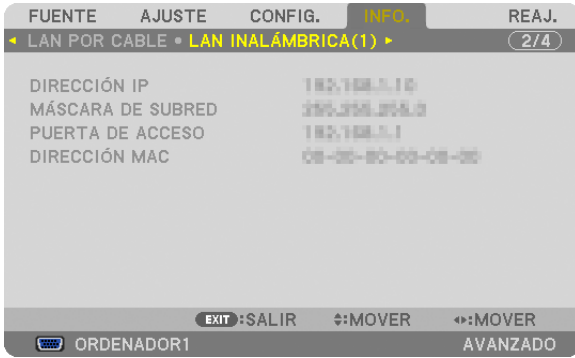 FUENTE AJUSTE CONFIG. INFO. REAJ.
LAN POR CABLE • LAN INALÁMBRICA(1) 2/4
DIRECCIÓN IP
MÁSCARA DE SUBRED
PUERTA DE ACCESO
DIRECCIÓN MAC
EXIT :SALIR :MOVER :MOVER
ORDENADOR1 AVANZADO